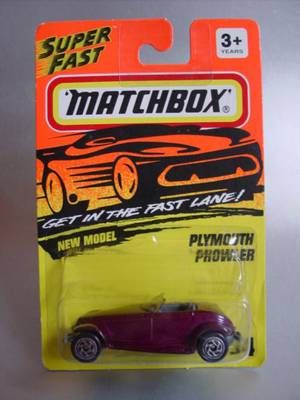 SUPER
FAST
3+
YEARS
"MATCHBOX"®
GET IN THE FAST LANE!
NEW MODEL
PLYMOUTH
PROWLER